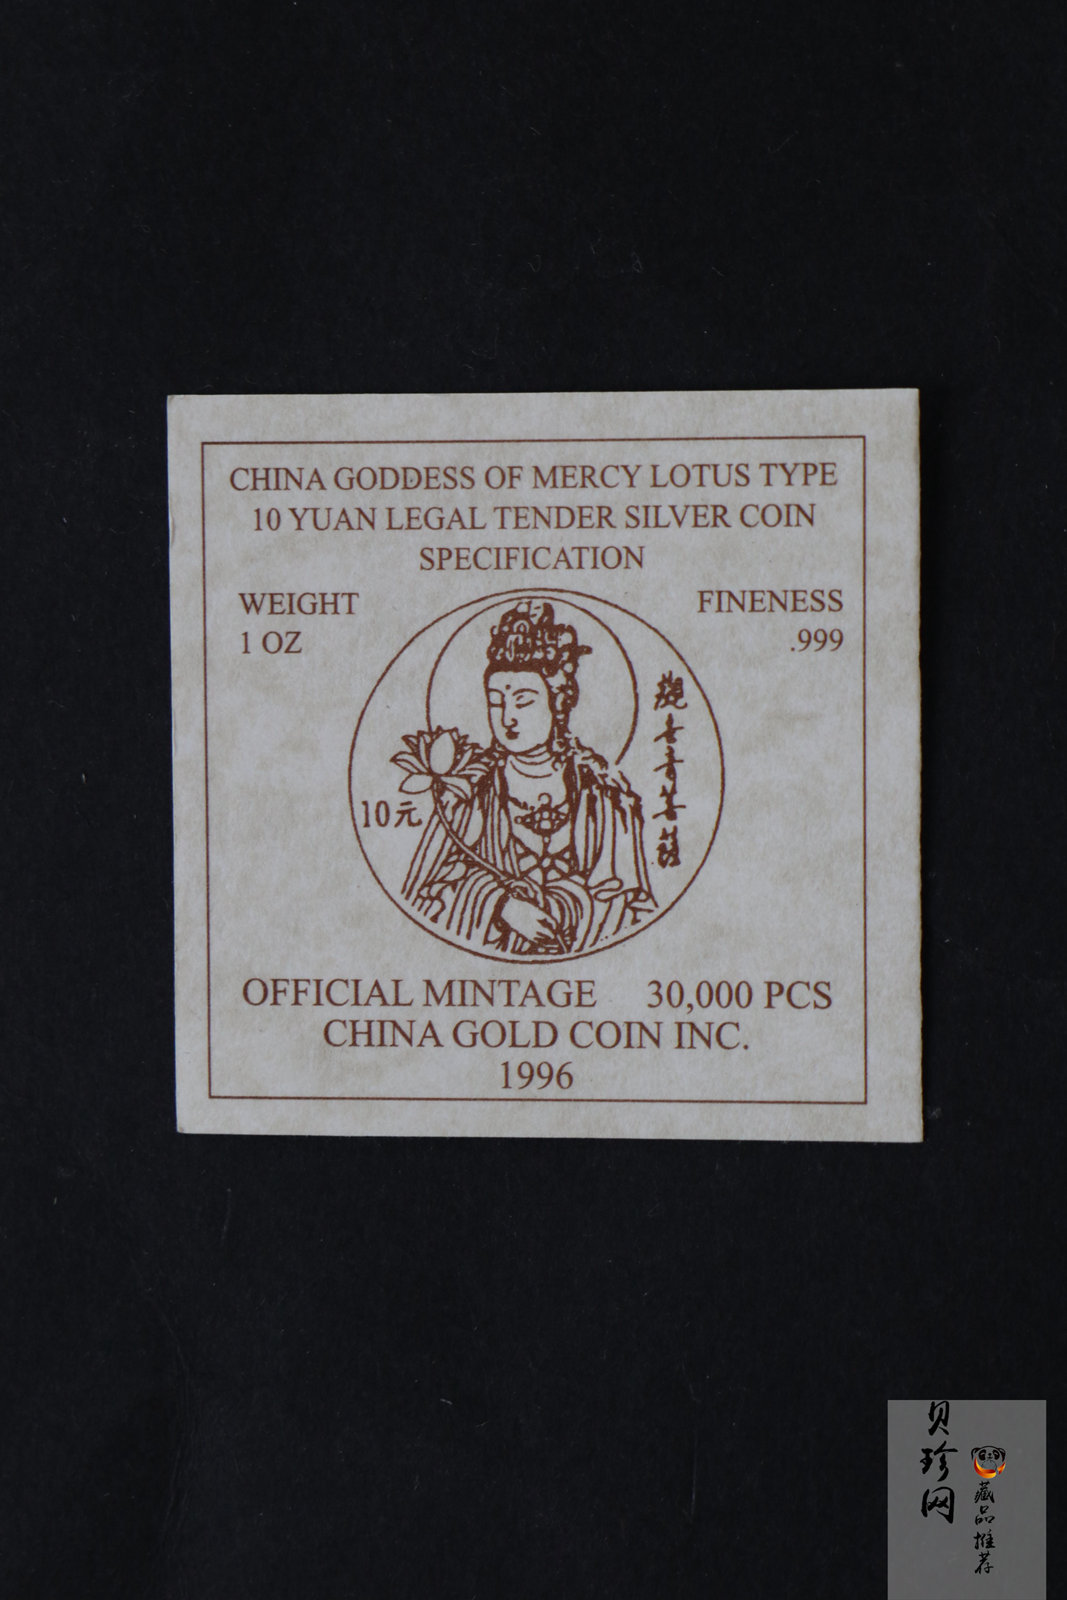 CHINA GODDESS OF MERCY LOTUS TYPE
10 YUAN LEGAL TENDER SILVER COIN
SPECIFICATION
WEIGHT
1 OZ
FINENESS
.999
觀世音菩薩
10元
OFFICIAL MINTAGE 30,000 PCS
CHINA GOLD COIN INC.
1996
贝珍网
藏品推荐